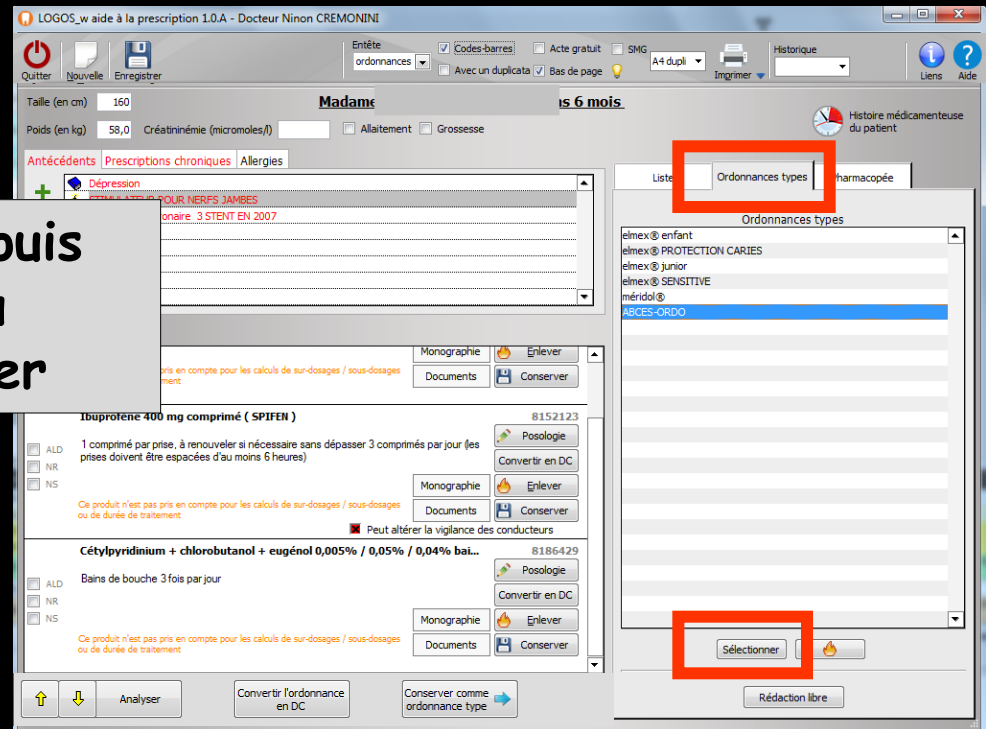 LOGOS_w aide à la prescription 1.0.A - Docteur Ninon CREMONINI
Quitter Nouvelle Enregistrer
Entête
ordonnances
Codes-barres Acte gratuit SMG
Avec un duplicata Bas de page
A4 dupli
Imprimer
Historique
Liens Aide
Taille (en cm) 160
Madame
ns 6 mois
Poids (en kg) 58,0 Créatininémie (micromoles/l) Allaitement Grossesse
Histoire médicamenteuse
du patient
Antécédents Prescriptions chroniques Allergies
Dépression
STIMULATEUR POUR NERFS JAMBES
onaire 3 STENT EN 2007
puis
er
Monographie Enlever
pris en compte pour les calculs de sur-dosages / sous-dosages
ement
Documents Conserver
Ibuprofène 400 mg comprimé ( SPIFEN ) 8152123
ALD
NR
NS
1 comprimé par prise, à renouveler si nécessaire sans dépasser 3 comprimés par jour (les
prises doivent être espacées d'au moins 6 heures)
Posologie
Convertir en DC
Monographie Enlever
Ce produit n'est pas pris en compte pour les calculs de sur-dosages / sous-dosages
ou de durée de traitement
Documents Conserver
Peut altérer la vigilance des conducteurs
Cétylpyridinium + chlorobutanol + eugénol 0,005% / 0,05% / 0,04% bai... 8186429
ALD
NR
NS
Bains de bouche 3 fois par jour
Posologie
Convertir en DC
Monographie Enlever
Ce produit n'est pas pris en compte pour les calculs de sur-dosages / sous-dosages
ou de durée de traitement
Documents Conserver
Analyser
Convertir l'ordonnance
en DC
Conserver comme
ordonnance type
Liste Ordonnances types Pharmacopée
Ordonnances types
elmex® enfant
elmex® PROTECTION CARIES
elmex® junior
elmex® SENSITIVE
méridol®
ABCES-ORDO
Sélectionner
Rédaction libre